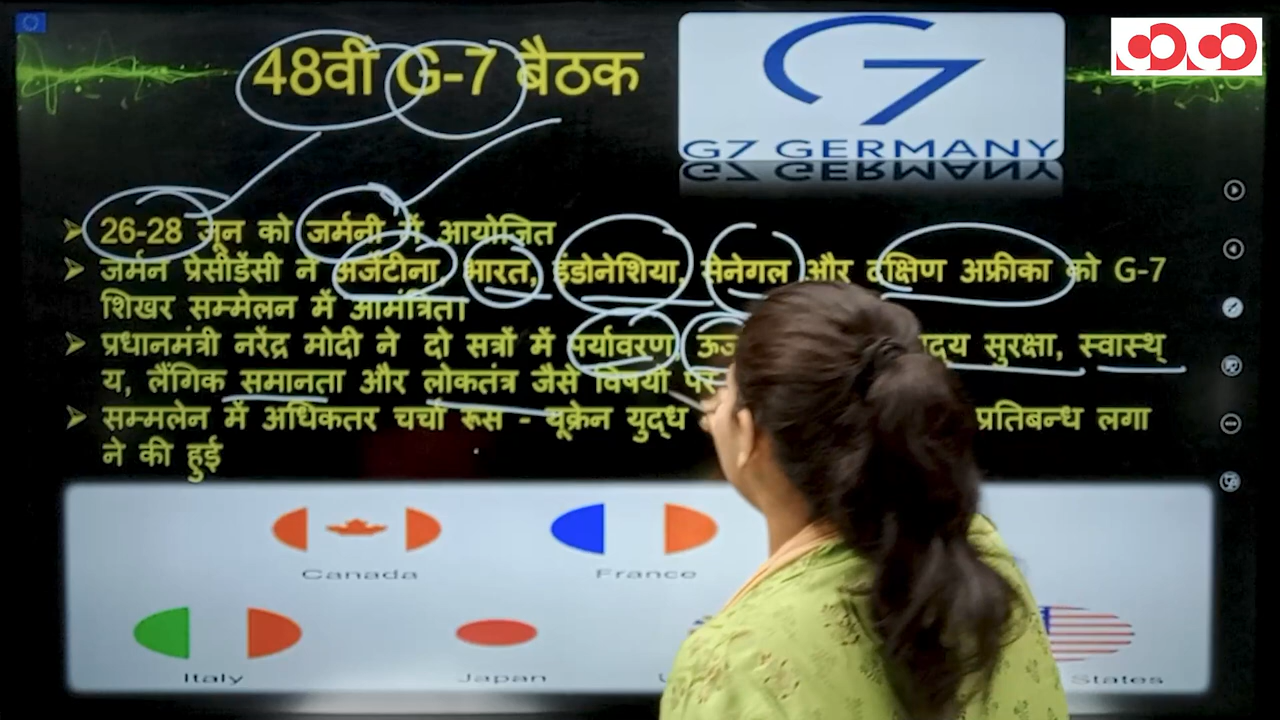 48वी G-7 बैठक
G7 GERMANY
26-28 जून को जर्मनी में आयोजित
जर्मन प्रेसीडेंसी ने अर्जेंटीना, भारत, इंडोनेशिया, सेनेगल और दक्षिण अफ्रीका को G-7
शिखर सम्मेलन में आमंत्रित।
प्रधानमंत्री नरेंद्र मोदी ने दो सत्रों में पर्यावरण, सुरक्षा, स्वास्थ्
य, लैंगिक समानता और लोकतंत्र जैसे विषयों पर
सम्मलेन में अधिकतर चर्चा रूस - यूक्रेन युद्ध प्रतिबन्ध लगा
ने की हुई
Canada France
Italy Japan States